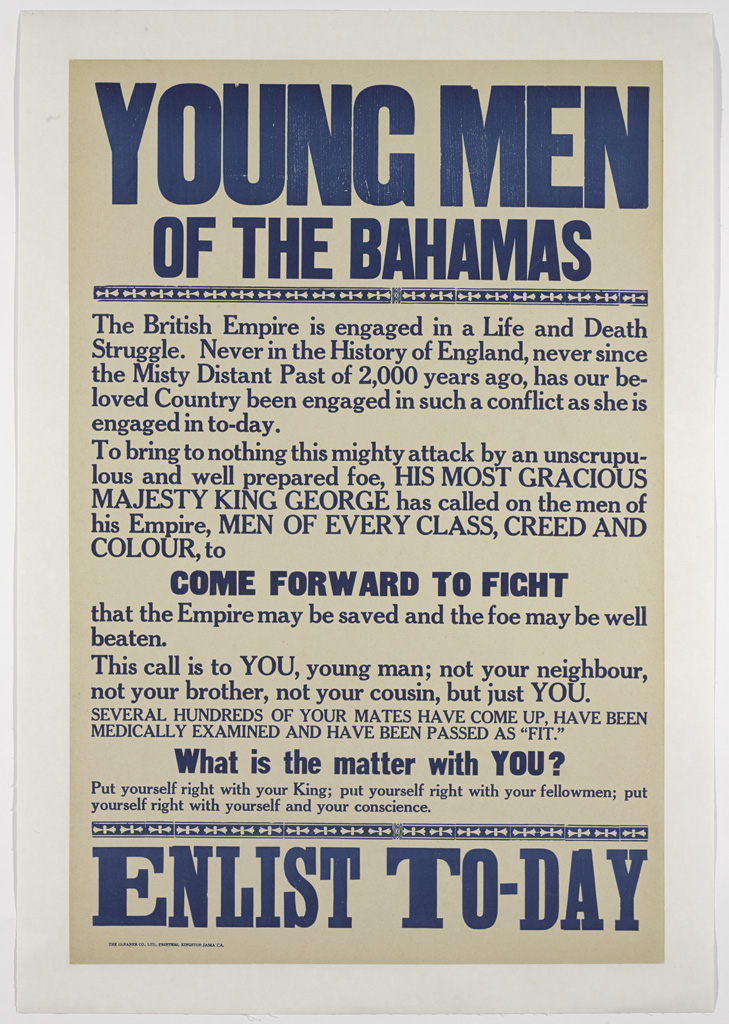 YOUNG MEN
OF THE BAHAMAS
The British Empire is engaged in a Life and Death
Struggle. Never in the History of England, never since
the Misty Distant Past of 2,000 years ago, has our be-
loved Country been engaged in such a conflict as she is
engaged in to-day.
To bring to nothing this mighty attack by an unscrupu-
lous and well prepared foe, HIS MOST GRACIOUS
MAJESTY KING GEORGE has called on the men of
his Empire, MEN OF EVERY CLASS, CREED AND
COLOUR, to
COME FORWARD TO FIGHT
that the Empire may be saved and the foe may be well
beaten.
This call is to YOU, young man; not your neighbour,
not your brother, not your cousin, but just YOU.
SEVERAL HUNDREDS OF YOUR MATES HAVE COME UP, HAVE BEEN
MEDICALLY EXAMINED AND HAVE BEEN PASSED AS “FIT.”
What is the matter with YOU?
Put yourself right with your King; put yourself right with your fellowmen; put
yourself right with yourself and your conscience.
ENLIST TO-DAY
THE GLEANER CO., LTD., PRINTERS, KINGSTON JAMAICA.